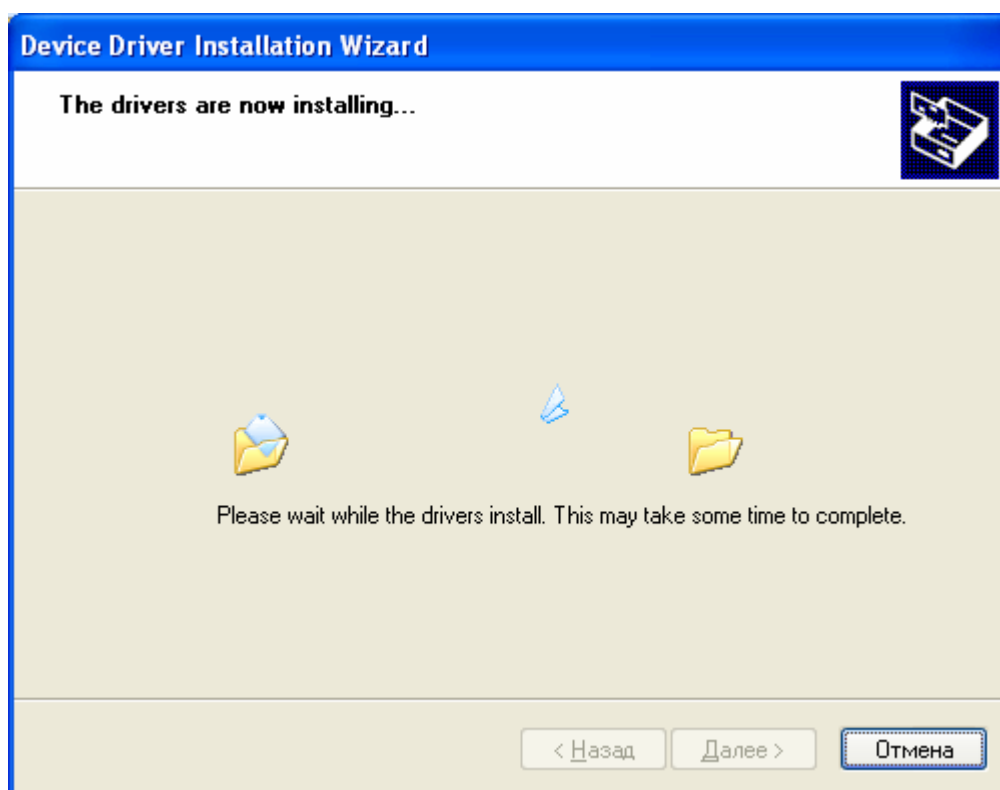 Device Driver Installation Wizard
The drivers are now installing...
Please wait while the drivers install. This may take some time to complete.
< Назад Далее > Отмена